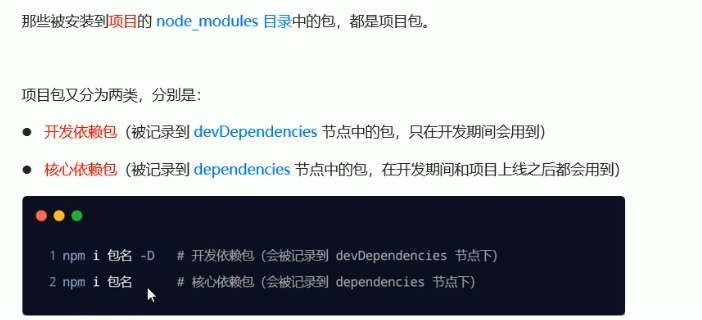 那些被安装到项目的 node_modules 目录中的包，都是项目包。
项目包又分为两类，分别是：
● 开发依赖包（被记录到 devDependencies 节点中的包，只在开发期间会用到）
● 核心依赖包（被记录到 dependencies 节点中的包，在开发期间和项目上线之后都会用到）
1 npm i 包名 -D # 开发依赖包（会被记录到 devDependencies 节点下）
2 npm i 包名 # 核心依赖包（会被记录到 dependencies 节点下）